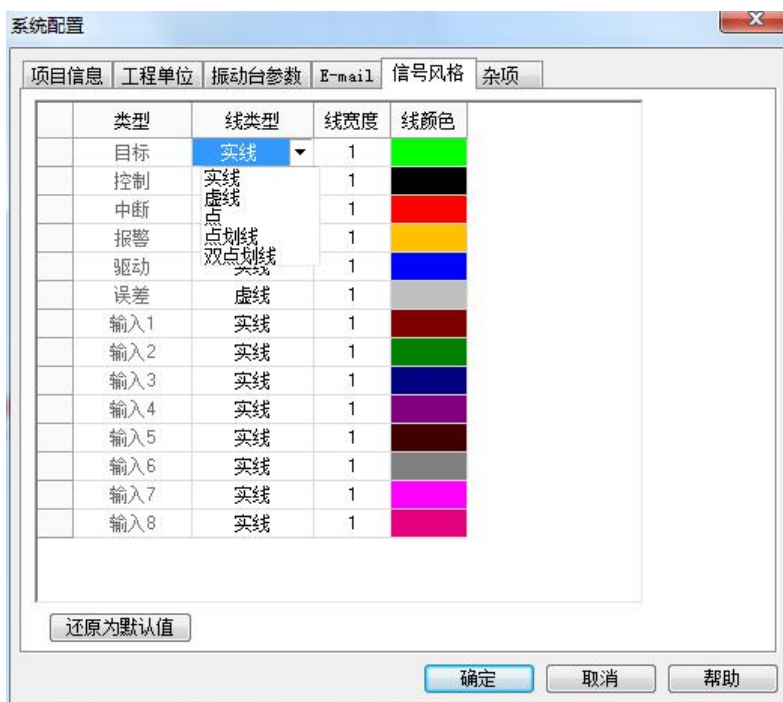 系统配置
项目信息 工程单位 振动台参数 E-mail 信号风格 杂项
类型 线类型 线宽度 线颜色
目标 实线 1
控制 实线 1
虚线
中断 点 1
报警 点划线 1
双点划线
驱动 实线 1
误差 虚线 1
输入1 实线 1
输入2 实线 1
输入3 实线 1
输入4 实线 1
输入5 实线 1
输入6 实线 1
输入7 实线 1
输入8 实线 1
还原为默认值
确定 取消 帮助